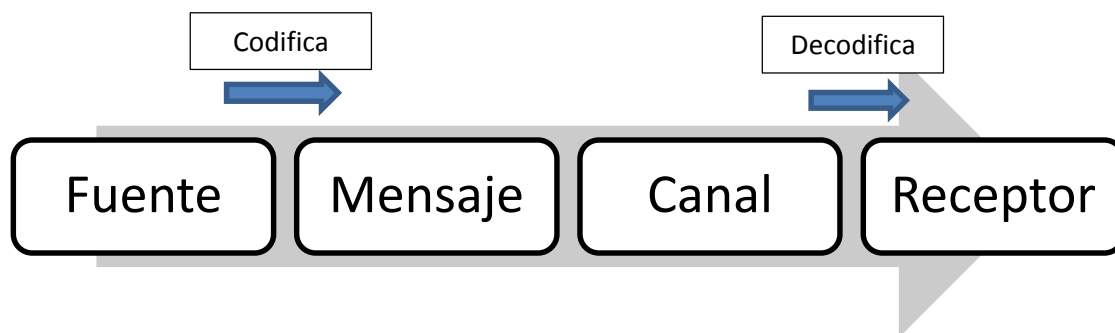 Codifica
Decodifica
Fuente
Mensaje
Canal
Receptor